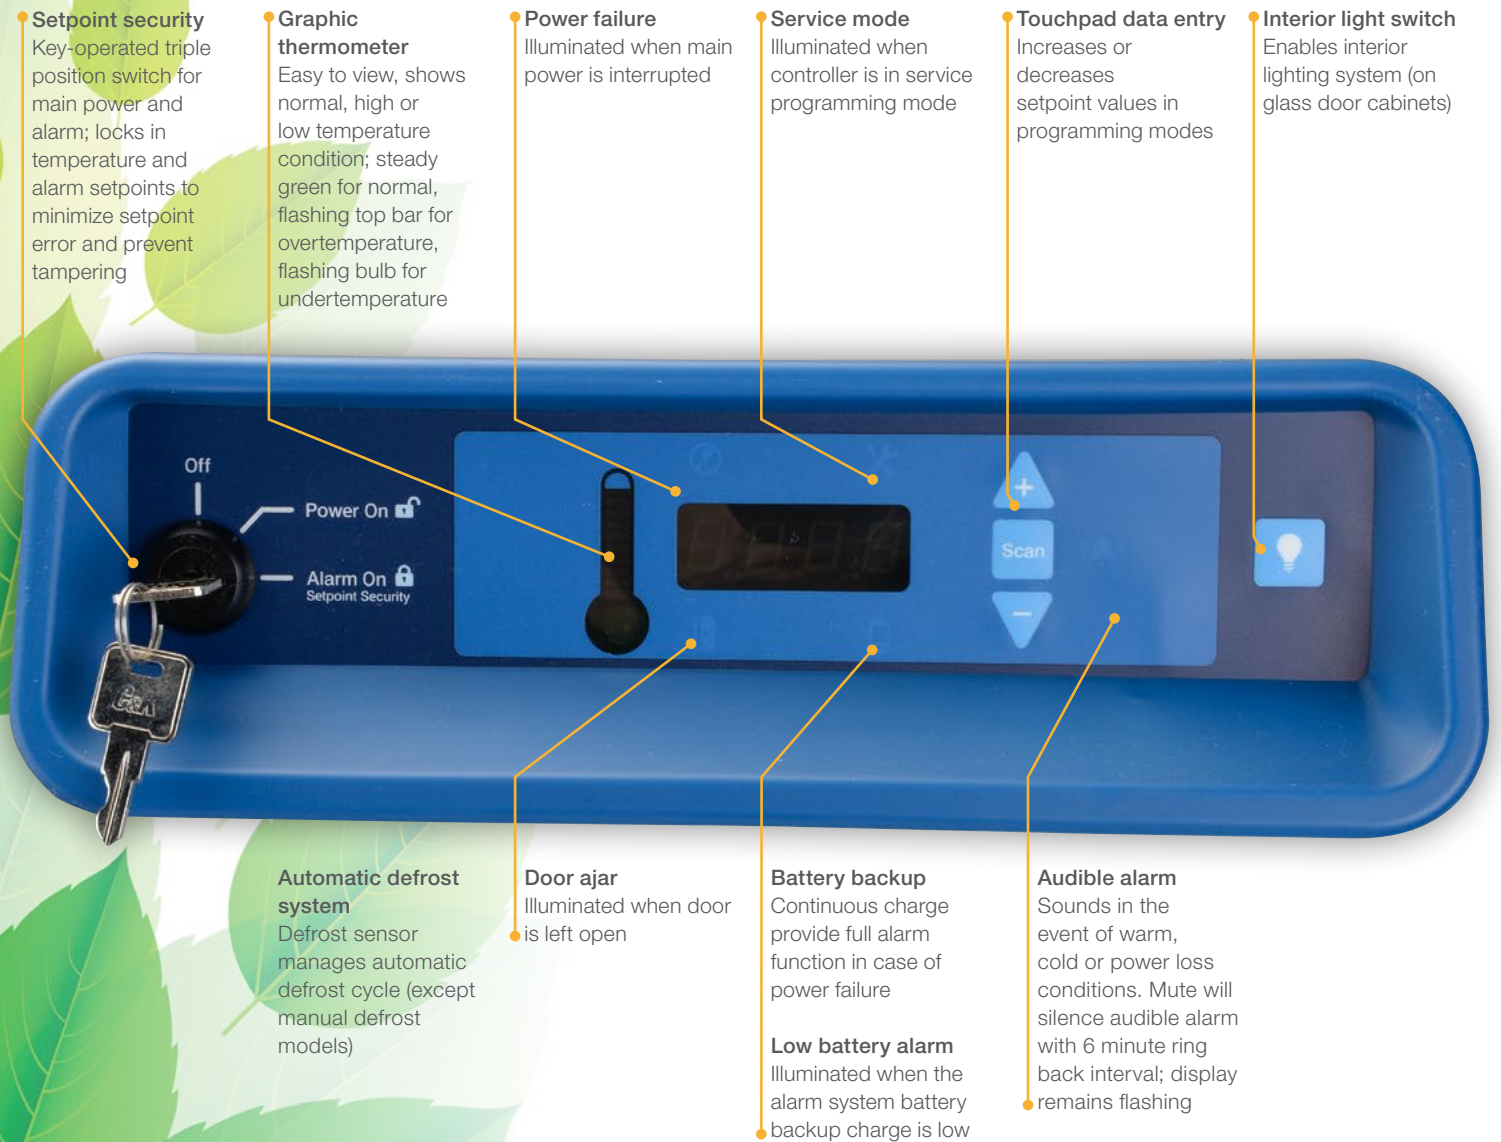 Setpoint security
Key-operated triple
position switch for
main power and
alarm; locks in
temperature and
alarm setpoints to
minimize setpoint
error and prevent
tampering
Graphic
thermometer
Easy to view, shows
normal, high or
low temperature
condition; steady
green for normal,
flashing top bar for
overtemperature,
flashing bulb for
undertemperature
Power failure
Illuminated when main
power is interrupted
Service mode
Illuminated when
controller is in service
programming mode
Touchpad data entry
Increases or
decreases
setpoint values in
programming modes
Interior light switch
Enables interior
lighting system (on
glass door cabinets)
Off
Power On
Alarm On
Setpoint Security
+
Scan
−
C&K
Automatic defrost
system
Defrost sensor
manages automatic
defrost cycle (except
manual defrost
models)
Door ajar
Illuminated when door
is left open
Battery backup
Continuous charge
provide full alarm
function in case of
power failure
Low battery alarm
Illuminated when the
alarm system battery
backup charge is low
Audible alarm
Sounds in the
event of warm,
cold or power loss
conditions. Mute will
silence audible alarm
with 6 minute ring
back interval; display
remains flashing